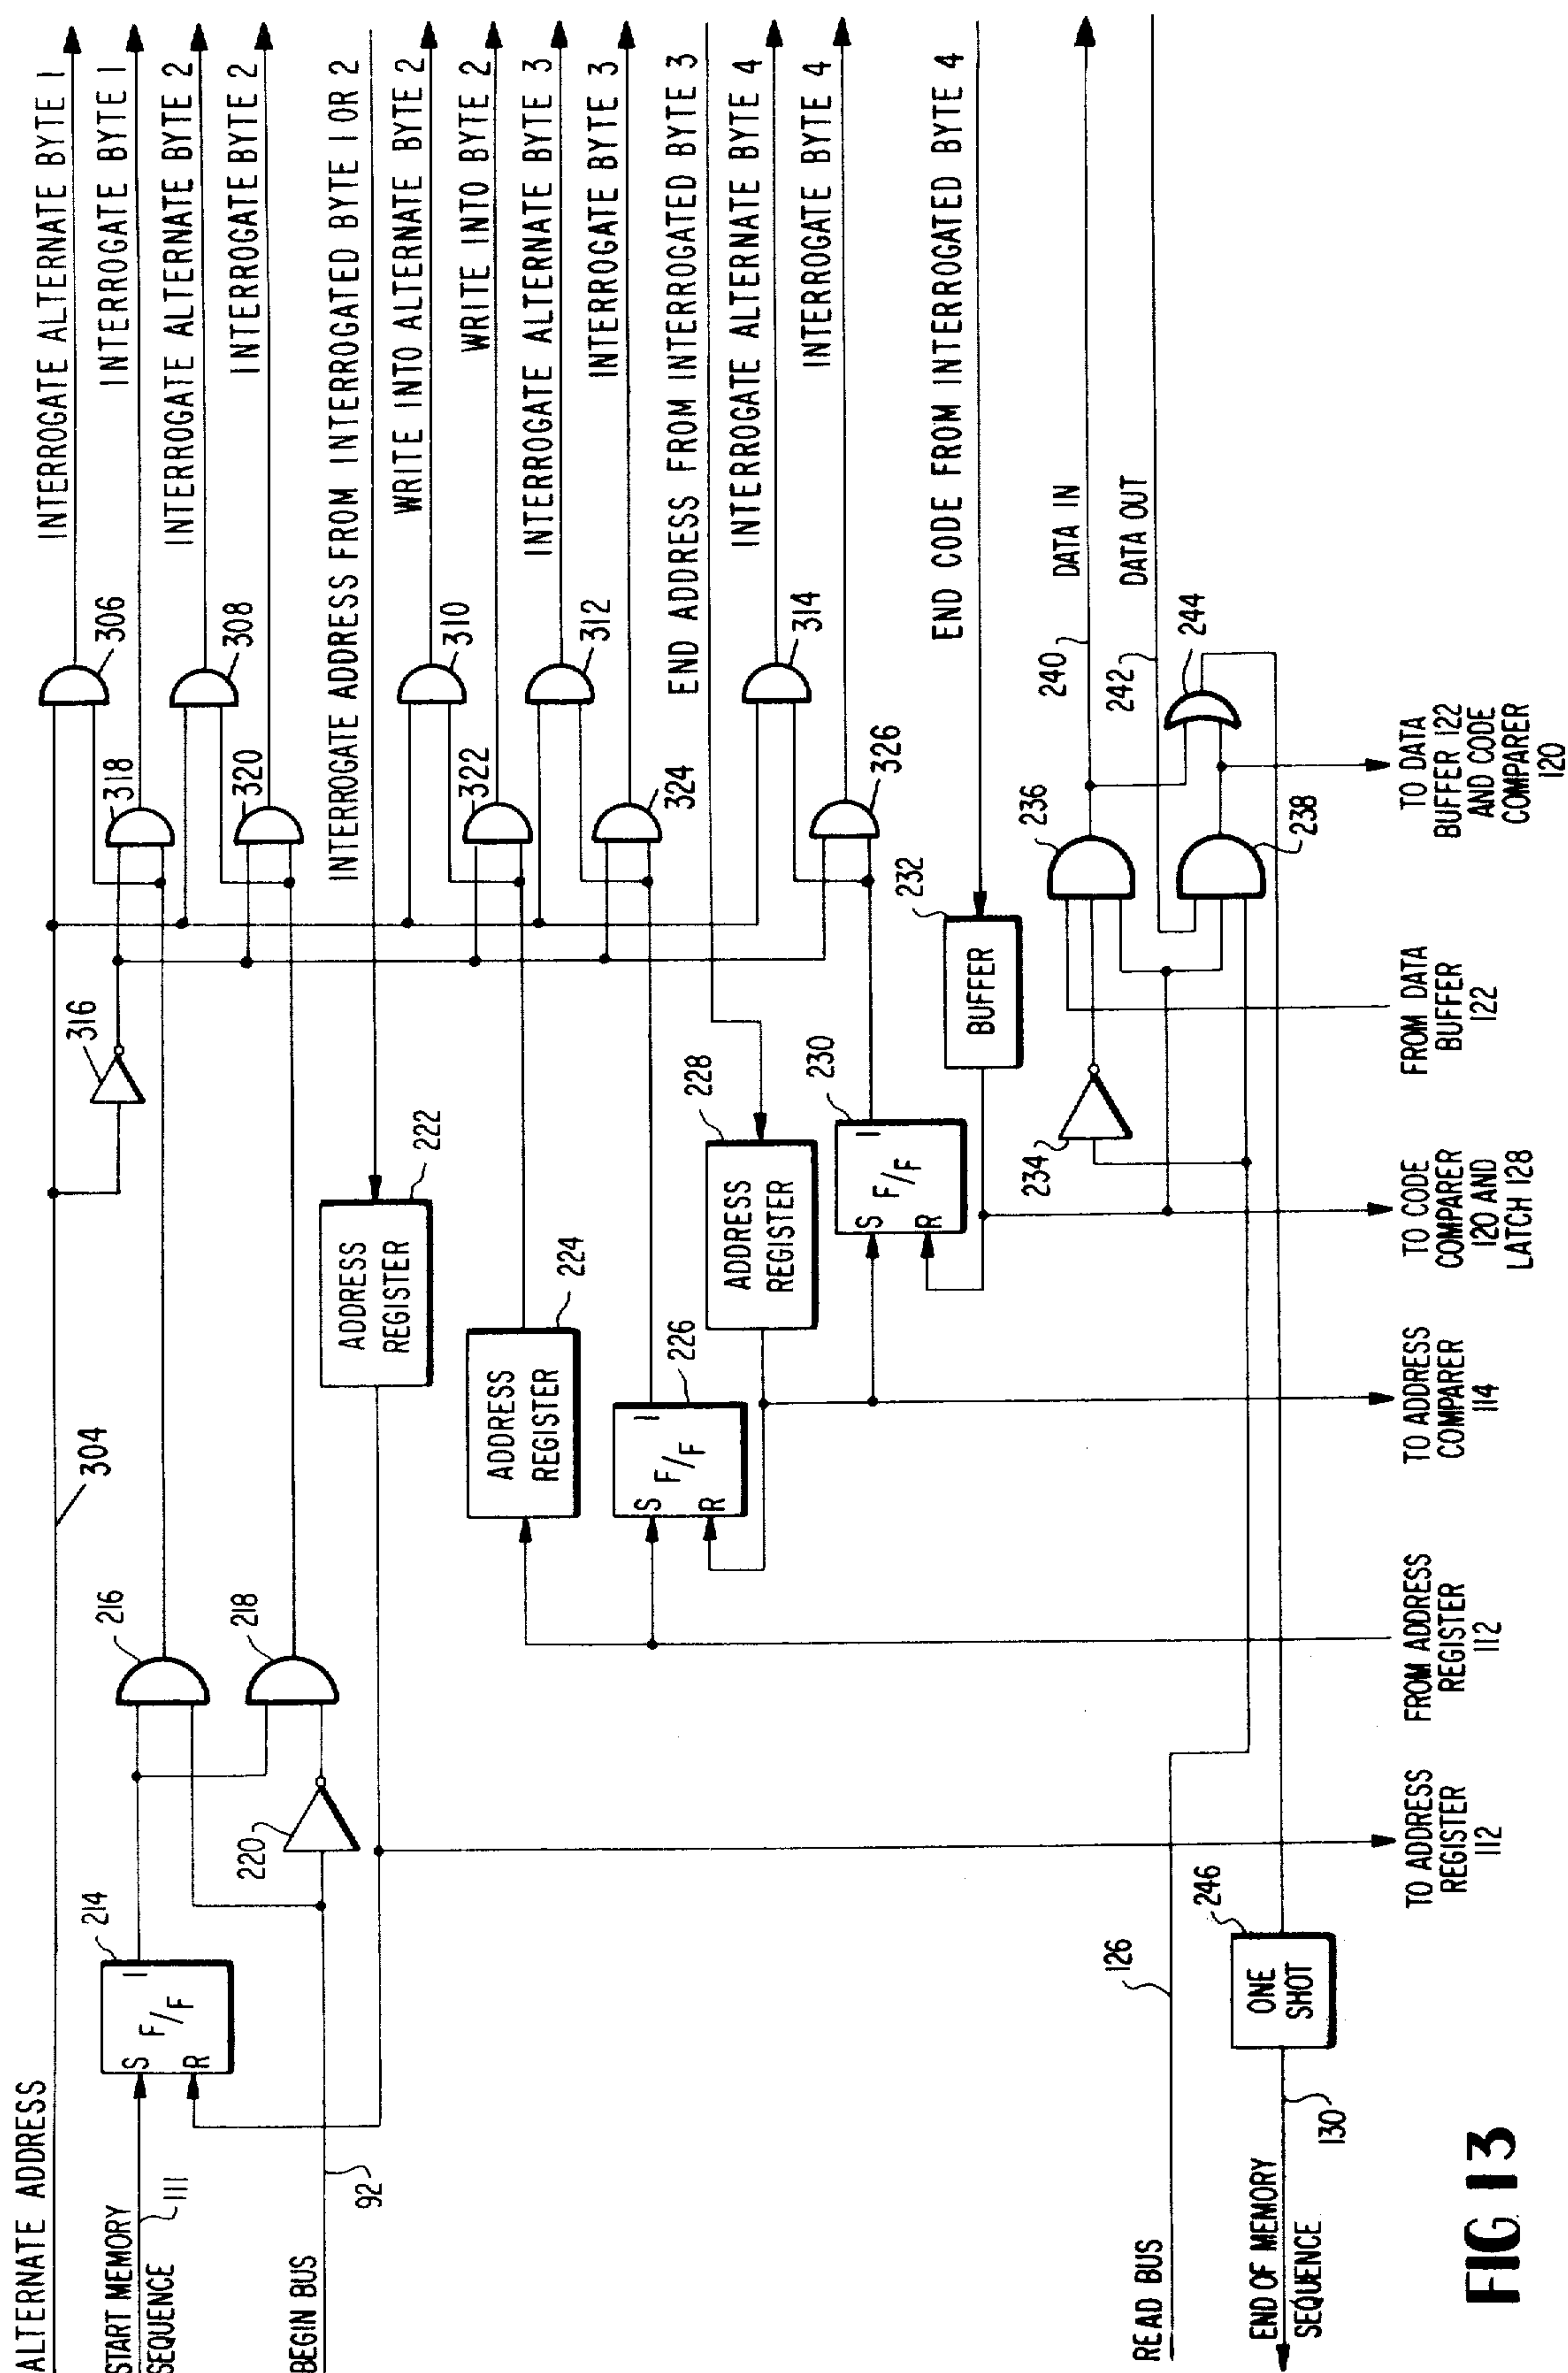 ALTERNATE ADDRESS
304
START MEMORY
SEQUENCE
111
BEGIN BUS
92
214
S
F/F
R
1
216
218
220
316
INTERROGATE ALTERNATE BYTE 1
306
INTERROGATE BYTE 1
318
INTERROGATE ALTERNATE BYTE 2
308
INTERROGATE BYTE 2
320
INTERROGATE ADDRESS FROM INTERROGATED BYTE 1 OR 2
ADDRESS
REGISTER
222
WRITE INTO ALTERNATE BYTE 2
310
WRITE INTO BYTE 2
322
ADDRESS
REGISTER
224
INTERROGATE ALTERNATE BYTE 3
312
INTERROGATE BYTE 3
324
S
F/F
R
1
226
END ADDRESS FROM INTERROGATED BYTE 3
ADDRESS
REGISTER
228
INTERROGATE ALTERNATE BYTE 4
314
INTERROGATE BYTE 4
326
S
F/F
R
1
230
END CODE FROM INTERROGATED BYTE 4
BUFFER
232
234
236
238
DATA IN
240
DATA OUT
242
244
READ BUS
126
ONE
SHOT
246
END OF MEMORY
SEQUENCE
130
TO ADDRESS
REGISTER
112
FROM ADDRESS
REGISTER
112
TO ADDRESS
COMPARER
114
TO CODE
COMPARER
120 AND
LATCH 128
FROM DATA
BUFFER
122
TO DATA
BUFFER 122
AND CODE
COMPARER
120
FIG 13